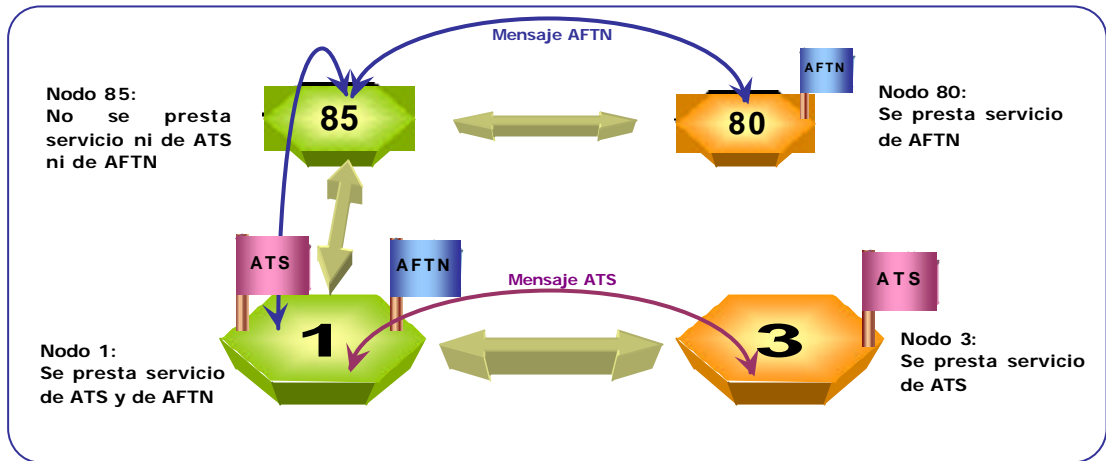 Mensaje AFTN
AFTN
Nodo 85:
No se presta
servicio ni de ATS
ni de AFTN
85
80
Nodo 80:
Se presta servicio
de AFTN
ATS
AFTN
Mensaje ATS
ATS
1
3
Nodo 1:
Se presta servicio
de ATS y de AFTN
Nodo 3:
Se presta servicio
de ATS